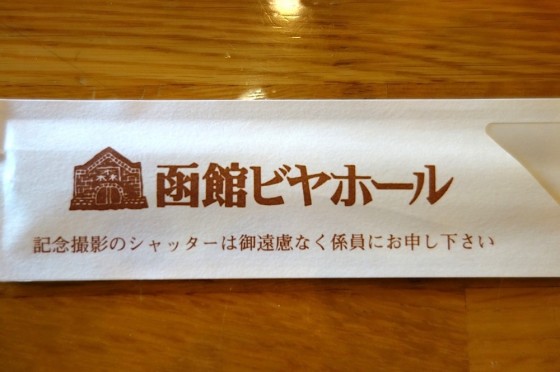 函館ビヤホール
記念撮影のシャッターは御遠慮なく係員にお申し下さい